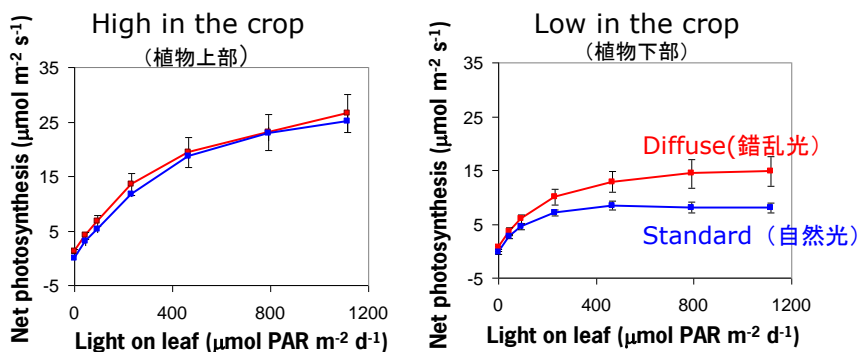 High in the crop
（植物上部）
Net photosynthesis (μmol m⁻² s⁻¹)
35
25
15
5
-5
0
400
800
1200
Light on leaf (μmol PAR m⁻² d⁻¹)
Low in the crop
（植物下部）
Net photosynthesis (μmol m⁻² s⁻¹)
35
25
15
5
-5
Diffuse(錯乱光）
Standard（自然光）
0
400
800
1200
Light on leaf (μmol PAR m⁻² d⁻¹)